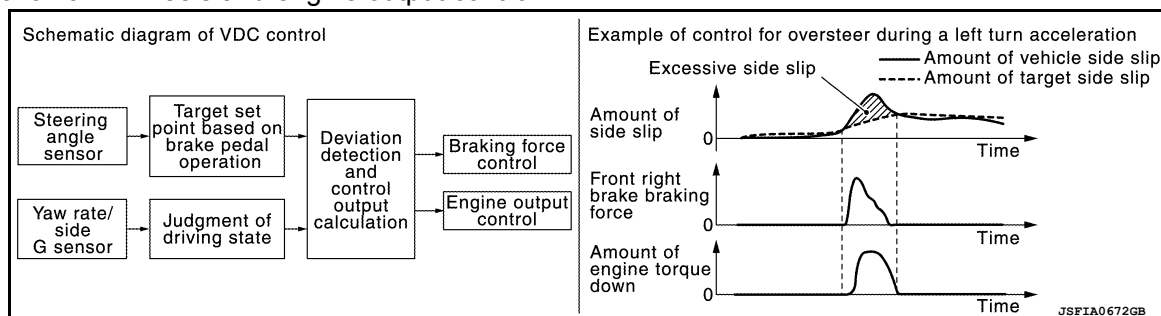 Schematic diagram of VDC control
Steering
angle
sensor
Target set
point based on
brake pedal
operation
Yaw rate/
side
G sensor
Judgment of
driving state
Deviation
detection
and
control
output
calculation
Braking force
control
Engine output
control
Example of control for oversteer during a left turn acceleration
Amount of vehicle side slip
Amount of target side slip
Excessive side slip
Amount of
side slip
0
Time
Front right
brake braking
force
0
Time
Amount of
engine torque
down
0
Time
JSFIA0672GB